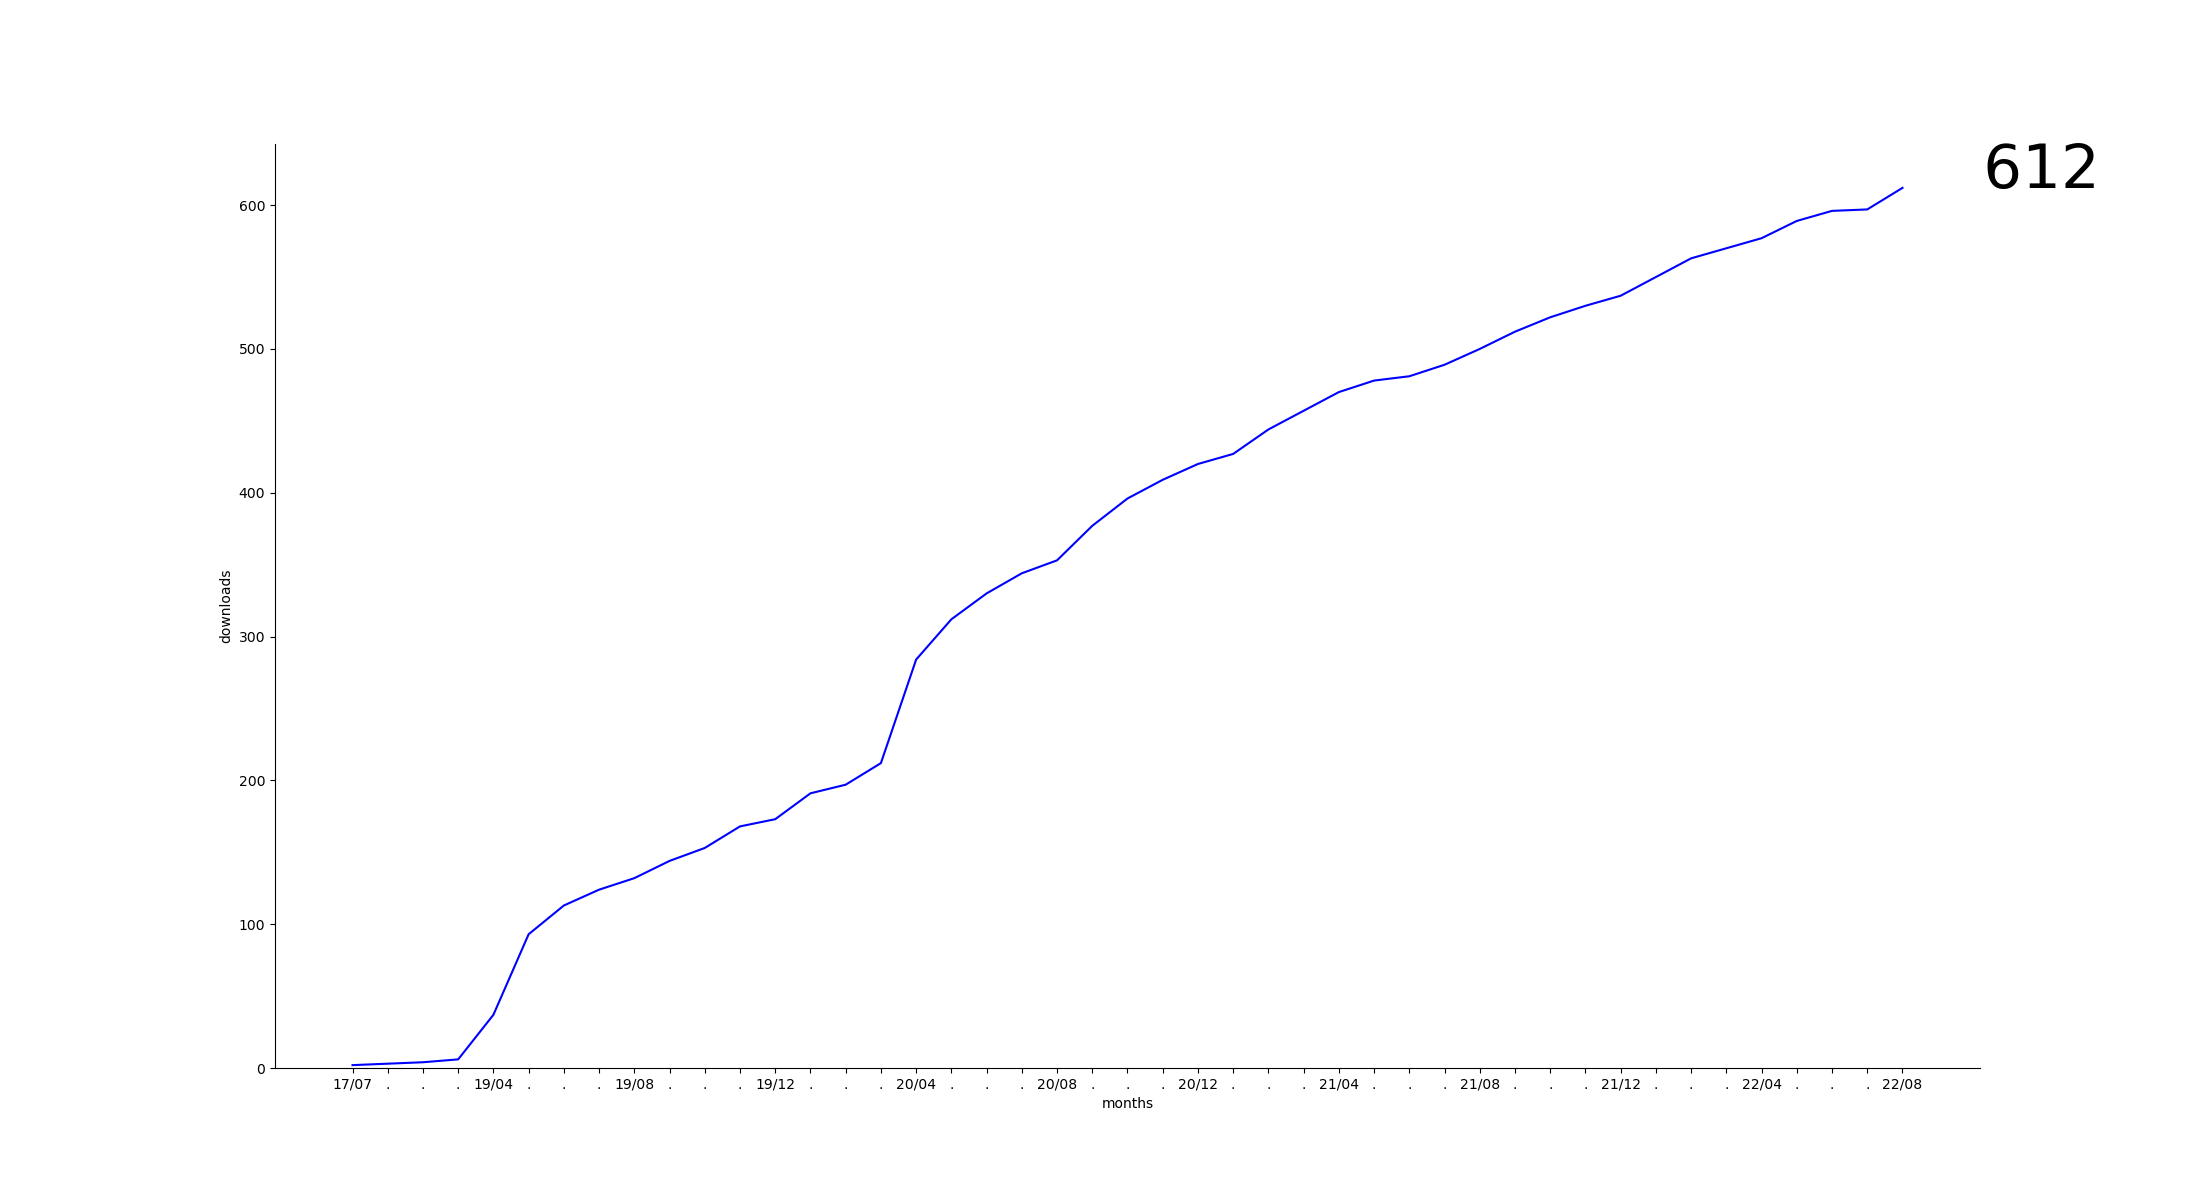 612
600
500
400
300
200
100
0
downloads
17/07 . . . 19/04 . . . 19/08 . . . 19/12 . . . 20/04 . . . 20/08 . . . 20/12 . . . 21/04 . . . 21/08 . . . 21/12 . . . 22/04 . . . 22/08
months